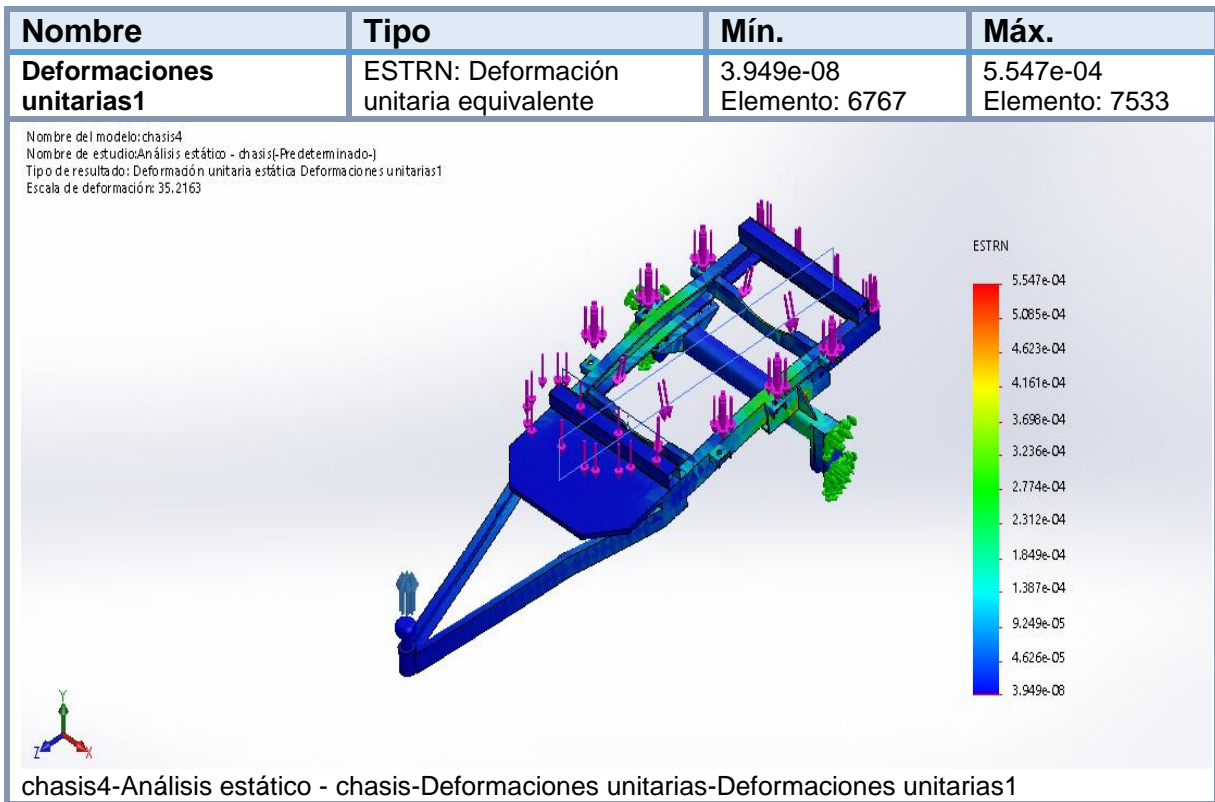 Nombre Tipo Mín. Máx.
Deformaciones unitarias1 ESTRN: Deformación unitaria equivalente 3.949e-08 Elemento: 6767 5.547e-04 Elemento: 7533
Nombre del modelo:chasis4
Nombre de estudio:Análisis estático - chasis(-Predeterminado-)
Tipo de resultado: Deformación unitaria estática Deformaciones unitarias1
Escala de deformación: 35.2163
ESTRN
5.547e-04
5.085e-04
4.623e-04
4.161e-04
3.698e-04
3.236e-04
2.774e-04
2.312e-04
1.849e-04
1.387e-04
9.249e-05
4.626e-05
3.949e-08
Y
Z X
chasis4-Análisis estático - chasis-Deformaciones unitarias-Deformaciones unitarias1